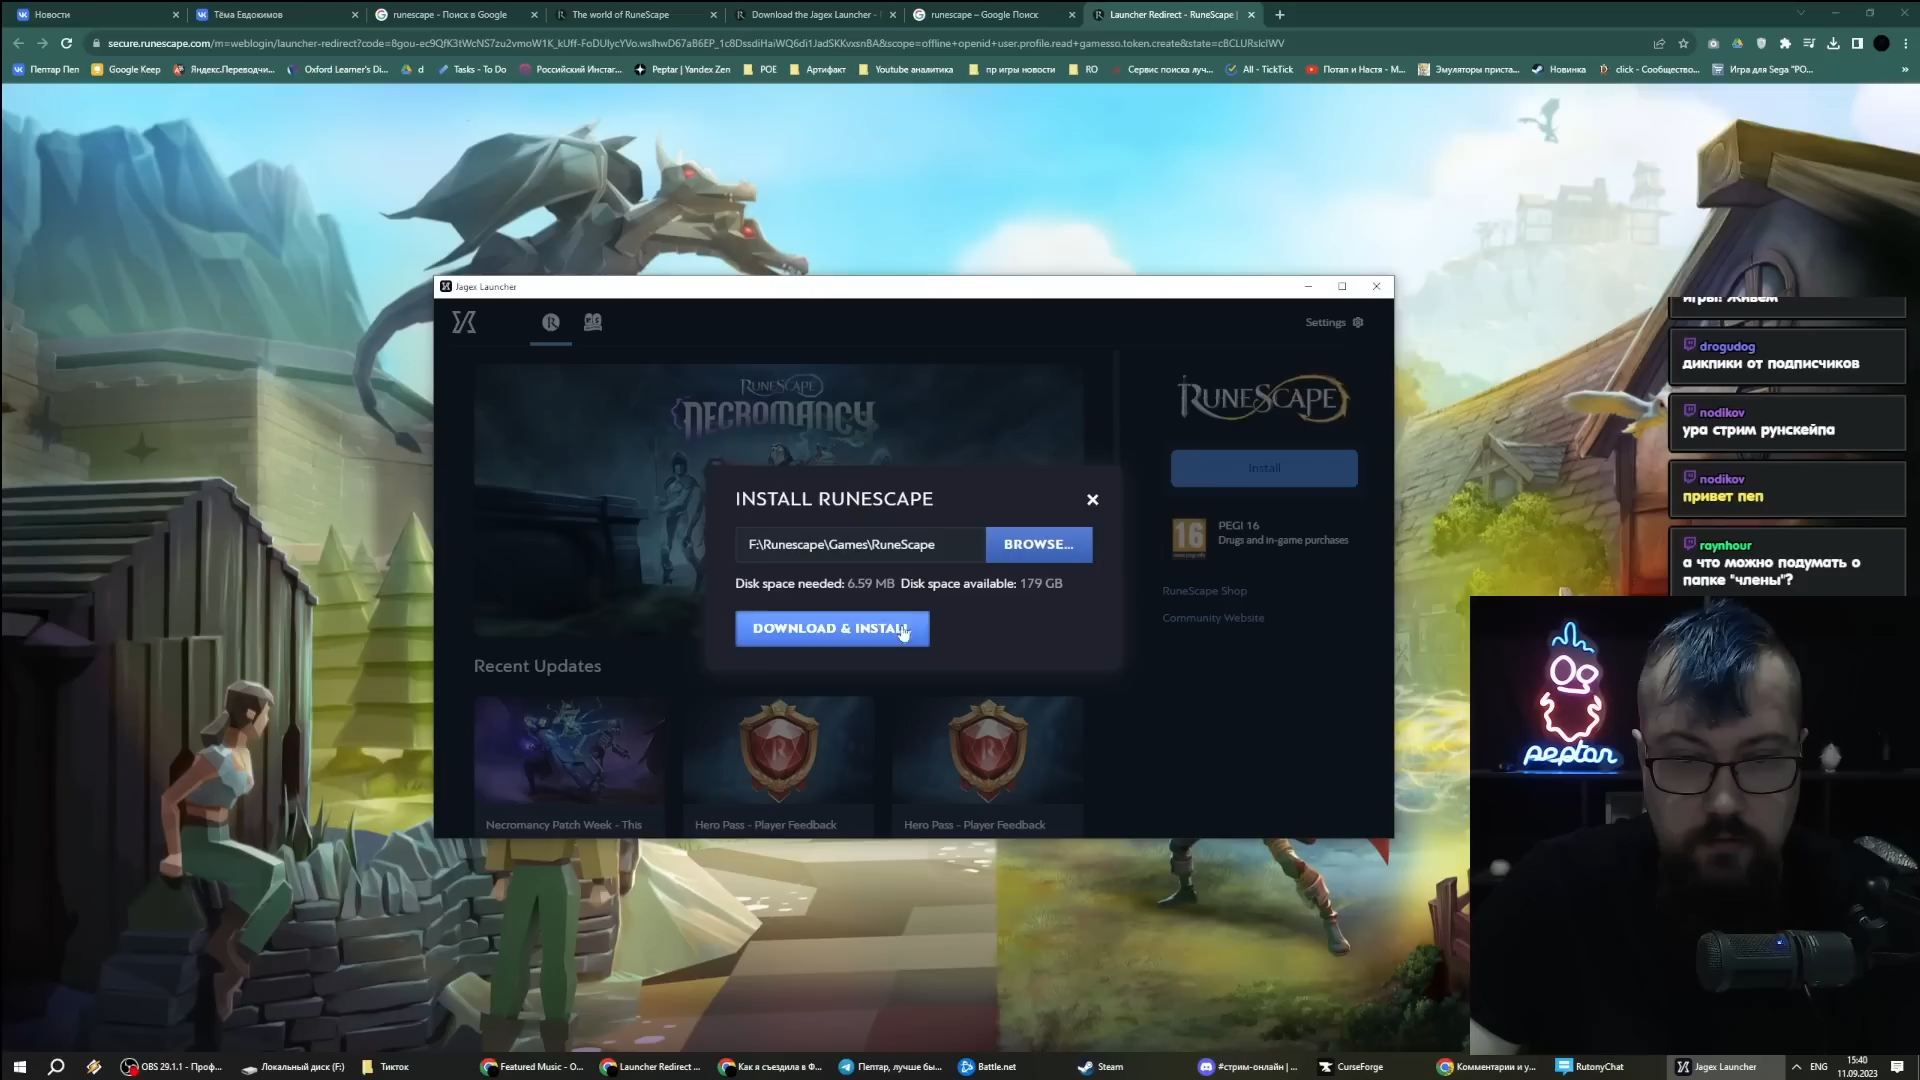 Новости
Тёма Евдокимов
runescape - Поиск в Google
The world of RuneScape
Download the Jagex Launcher -
runescape – Google Поиск
Launcher Redirect - RuneScape |
Пептар Пеп
Google Keep
Яндекс.Переводчи...
Oxford Learner's Di...
d
Tasks - To Do
Российский Инстаг...
Peptar | Yandex Zen
POE
Артифакт
Youtube аналитика
пр игры новости
RO
Сервис поиска луч...
All - TickTick
Потап и Настя - М...
Эмуляторы приста...
Новинка
click - Сообщество...
Игра для Sega "РО...
Jagex Launcher
Settings
RUNESCAPE
NECROMANCY
RUNESCAPE
Install
INSTALL RUNESCAPE
F:\Runescape\Games\RuneScape
BROWSE...
Disk space needed: 6.59 MB Disk space available: 179 GB
DOWNLOAD & INSTALL
16
PEGI 16
Drugs and in-game purchases
RuneScape Shop
Community Website
Recent Updates
Necromancy Patch Week - This
Hero Pass - Player Feedback
Hero Pass - Player Feedback
игры! Живем
drogudog
дикпики от подписчиков
nodikov
ура стрим рунскейпа
nodikov
привет пеп
raynhour
а что можно подумать о
папке "члены"?
peptar
OBS 29.1.1 - Проф...
Локальный диск (F:)
Тикток
Featured Music - O...
Launcher Redirect ...
Как я съездила в Ф...
Пептар, лучше бы...
Battle.net
Steam
#стрим-онлайн | ...
CurseForge
Комментарии и у...
RutonyChat
Jagex Launcher
ENG
15:40
11.09.2023